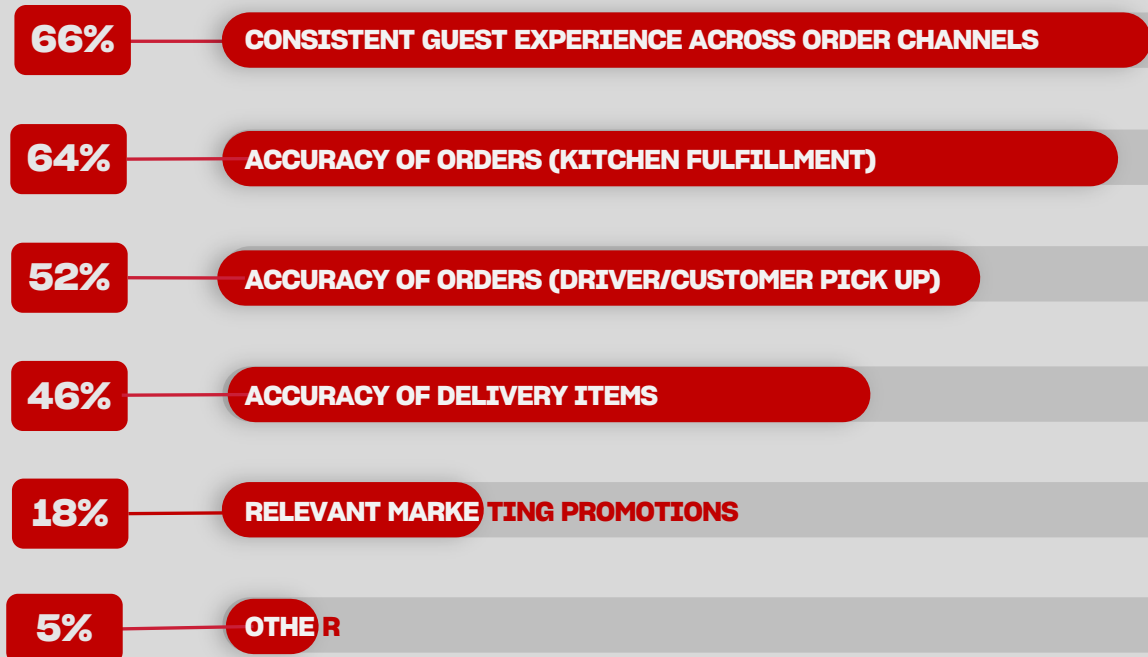 66% CONSISTENT GUEST EXPERIENCE ACROSS ORDER CHANNELS
64% ACCURACY OF ORDERS (KITCHEN FULFILLMENT)
52% ACCURACY OF ORDERS (DRIVER/CUSTOMER PICK UP)
46% ACCURACY OF DELIVERY ITEMS
18% RELEVANT MARKETING PROMOTIONS
5% OTHER